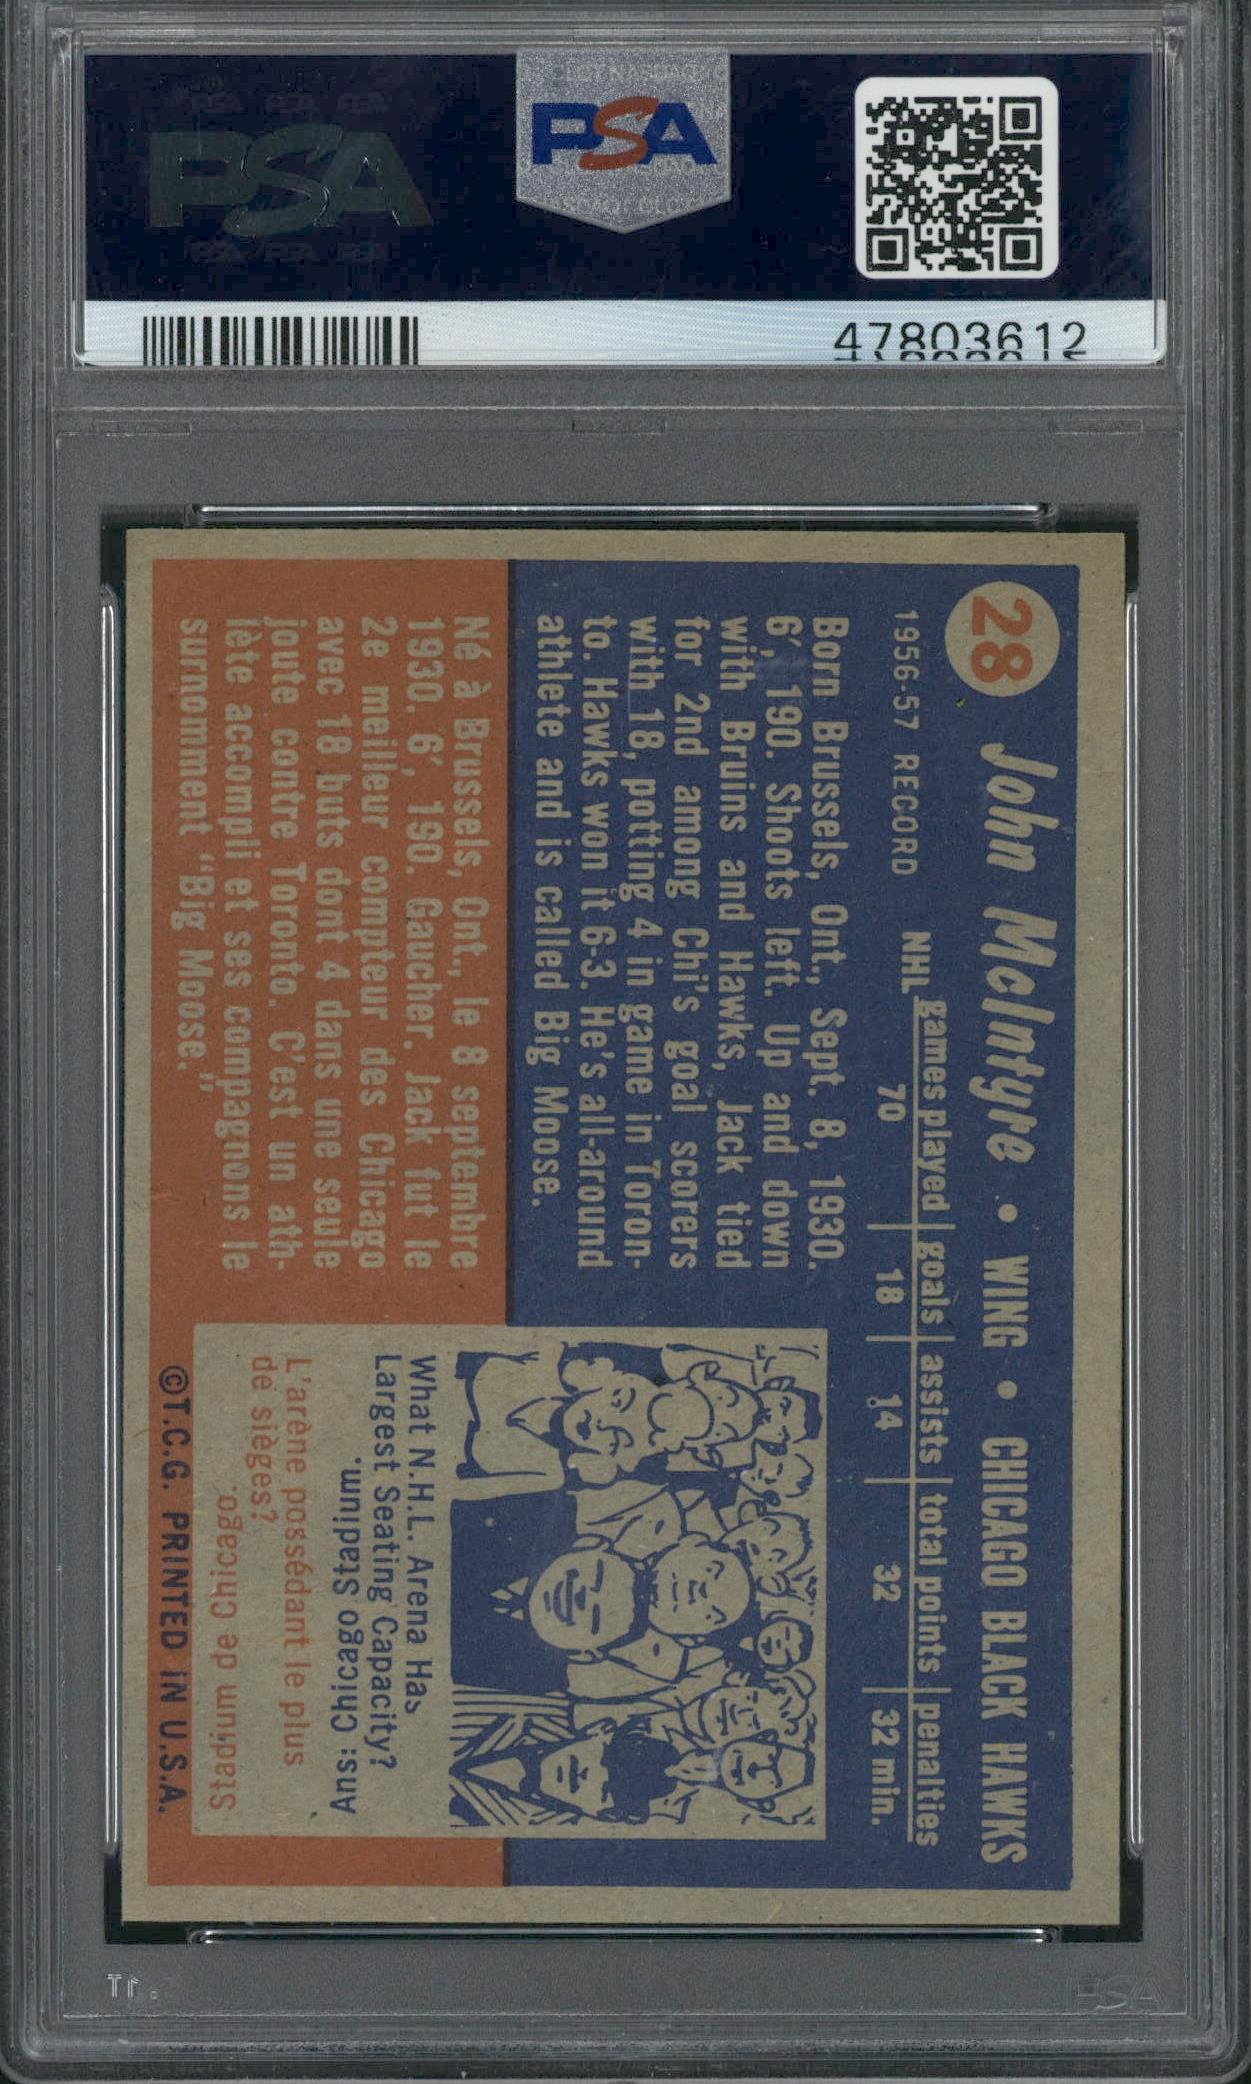 PSA
PSA
47803612
28
John McIntyre • WING • CHICAGO BLACK HAWKS
1956-57 RECORD
games played goals assists total points penalties
NHL 70 18 14 32 32 min.
Born Brussels, Ont., Sept. 8, 1930.
6', 190. Shoots left. Up and down
with Bruins and Hawks, Jack tied
for 2nd among Chi's goal scorers
with 18, potting 4 in game in Toron-
to. Hawks won it 6-3. He's all-around
athlete and is called Big Moose.
Né à Brussels, Ont., le 8 septembre
1930. 6', 190. Gaucher. Jack fut le
2e meilleur compteur des Chicago
avec 18 buts dont 4 dans une seule
joute contre Toronto. C'est un ath-
lète accompli et ses compagnons le
surnomment "Big Moose."
What N.H.L. Arena Has
Largest Seating Capacity?
Ans: Chicago Stadium.
L'arène possédant le plus
de sièges?
Stadium de Chicago.
©T.C.G. PRINTED IN U.S.A.
PSA